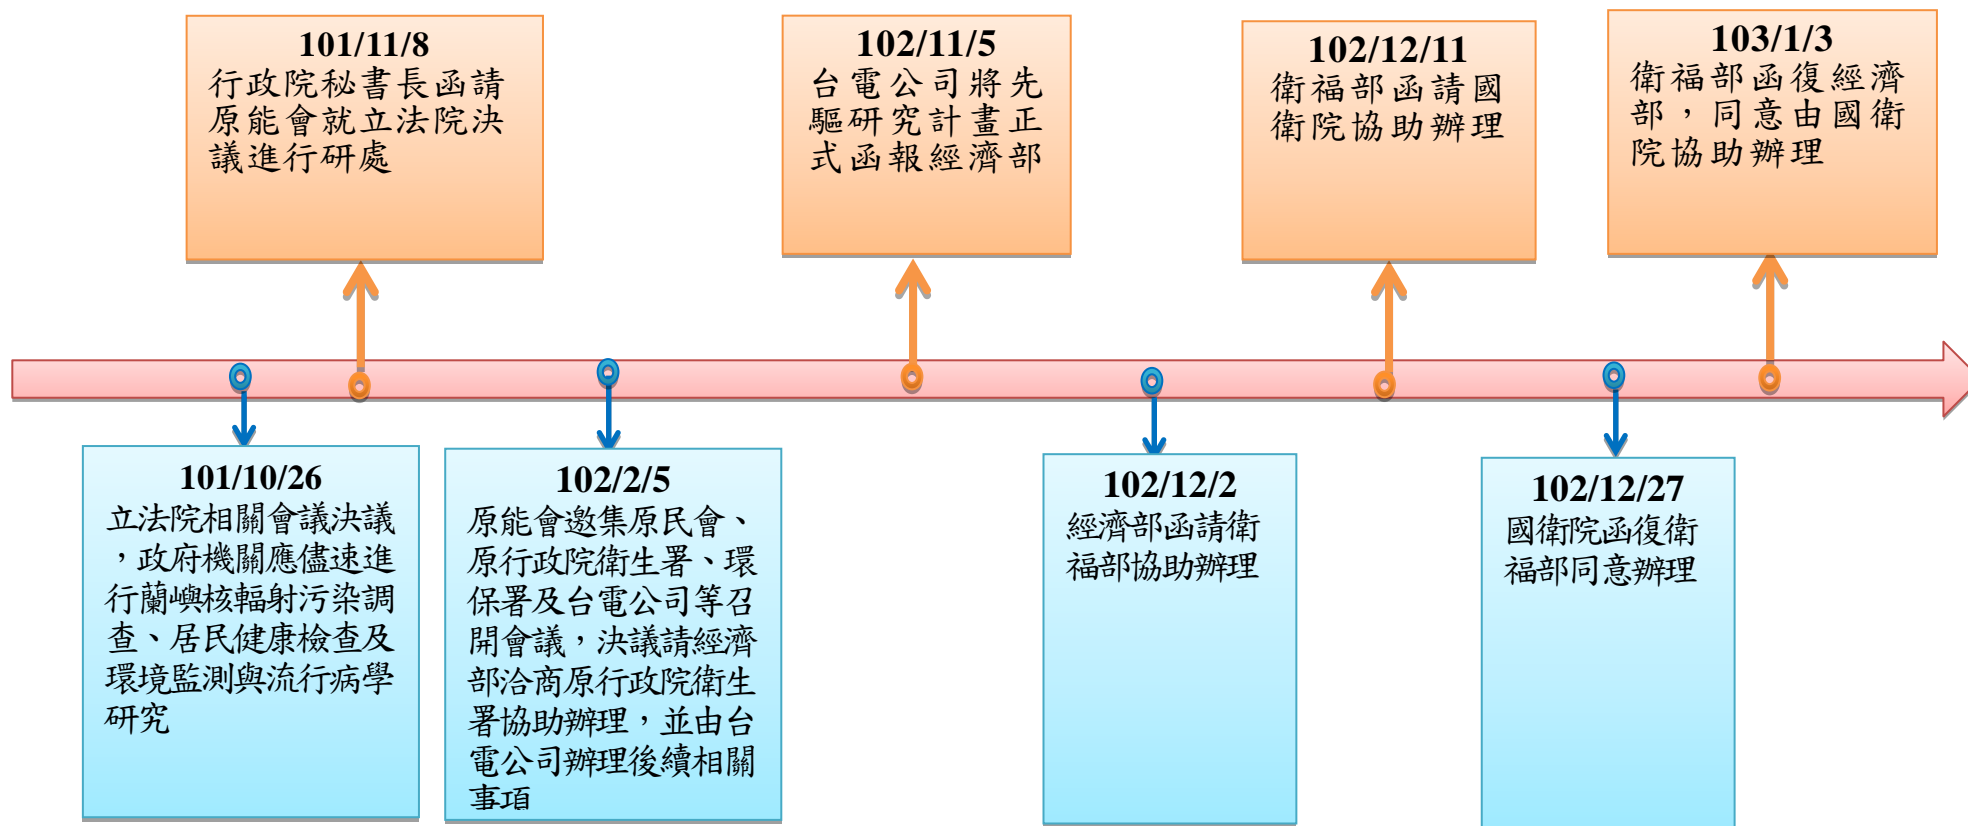 101/11/8
行政院秘書長函請
原能會就立法院決
議進行研處
102/11/5
台電公司將先
驅研究計畫正
式函報經濟部
102/12/11
衛福部函請國
衛院協助辦理
103/1/3
衛福部函復經濟
部，同意由國衛
院協助辦理
101/10/26
立法院相關會議決議
，政府機關應儘速進
行蘭嶼核輻射污染調
查、居民健康檢查及
環境監測與流行病學
研究
102/2/5
原能會邀集原民會、
原行政院衛生署、環
保署及台電公司等召
開會議，決議請經濟
部洽商原行政院衛生
署協助辦理，並由台
電公司辦理後續相關
事項
102/12/2
經濟部函請衛
福部協助辦理
102/12/27
國衛院函復衛
福部同意辦理